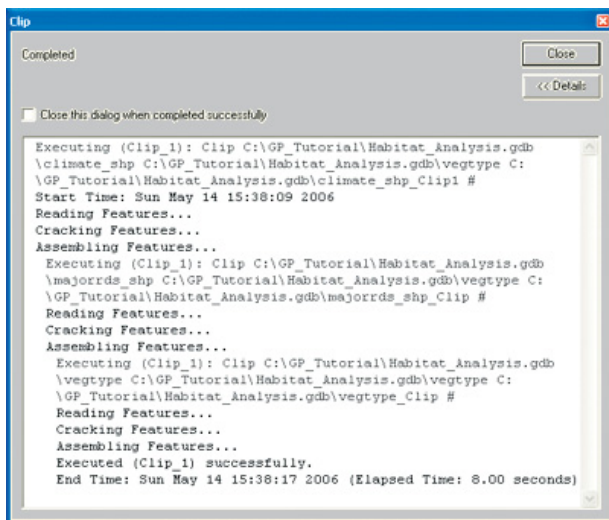 Clip
Completed
Close
<< Details
Close this dialog when completed successfully
Executing (Clip_1): Clip C:\GP_Tutorial\Habitat_Analysis.gdb
\climate_shp C:\GP_Tutorial\Habitat_Analysis.gdb\vegtype C:
\GP_Tutorial\Habitat_Analysis.gdb\climate_shp_Clip1 #
Start Time: Sun May 14 15:38:09 2006
Reading Features...
Cracking Features...
Assembling Features...
Executing (Clip_1): Clip C:\GP_Tutorial\Habitat_Analysis.gdb
\majorrds_shp C:\GP_Tutorial\Habitat_Analysis.gdb\vegtype C:
\GP_Tutorial\Habitat_Analysis.gdb\majorrds_shp_Clip #
Reading Features...
Cracking Features...
Assembling Features...
Executing (Clip_1): Clip C:\GP_Tutorial\Habitat_Analysis.gdb
\vegtype C:\GP_Tutorial\Habitat_Analysis.gdb\vegtype C:
\GP_Tutorial\Habitat_Analysis.gdb\vegtype_Clip #
Reading Features...
Cracking Features...
Assembling Features...
Executed (Clip_1) successfully.
End Time: Sun May 14 15:38:17 2006 (Elapsed Time: 8.00 seconds)